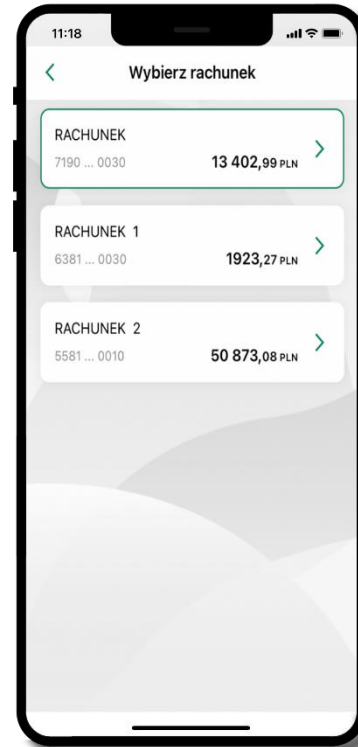 11:18
Wybierz rachunek
RACHUNEK
7190 ... 0030 13 402,99 PLN
RACHUNEK 1
6381 ... 0030 1923,27 PLN
RACHUNEK 2
5581 ... 0010 50 873,08 PLN